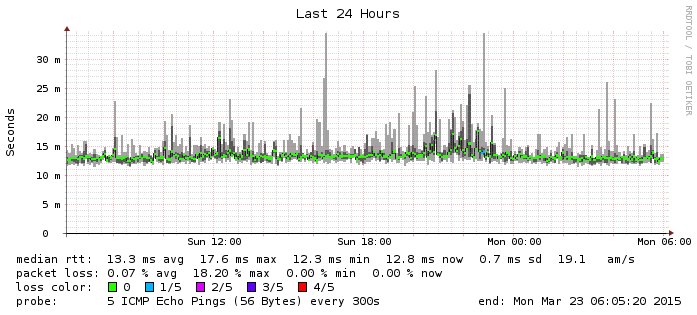 Last 24 Hours
RRDTOOL / TOBI OETIKER
Seconds
30 m
25 m
20 m
15 m
10 m
5 m
0
Sun 12:00 Sun 18:00 Mon 00:00 Mon 06:00
median rtt: 13.3 ms avg 17.6 ms max 12.3 ms min 12.8 ms now 0.7 ms sd 19.1 am/s
packet loss: 0.07 % avg 18.20 % max 0.00 % min 0.00 % now
loss color: 0 1/5 2/5 3/5 4/5
probe: 5 ICMP Echo Pings (56 Bytes) every 300s end: Mon Mar 23 06:05:20 2015